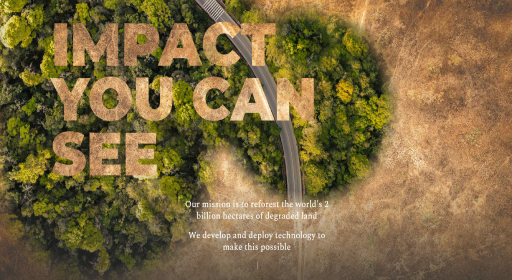 IMPACT
YOU CAN
SEE
Our mission is to reforest the world's 2
billion hectares of degraded land
We develop and deploy technology to
make this possible